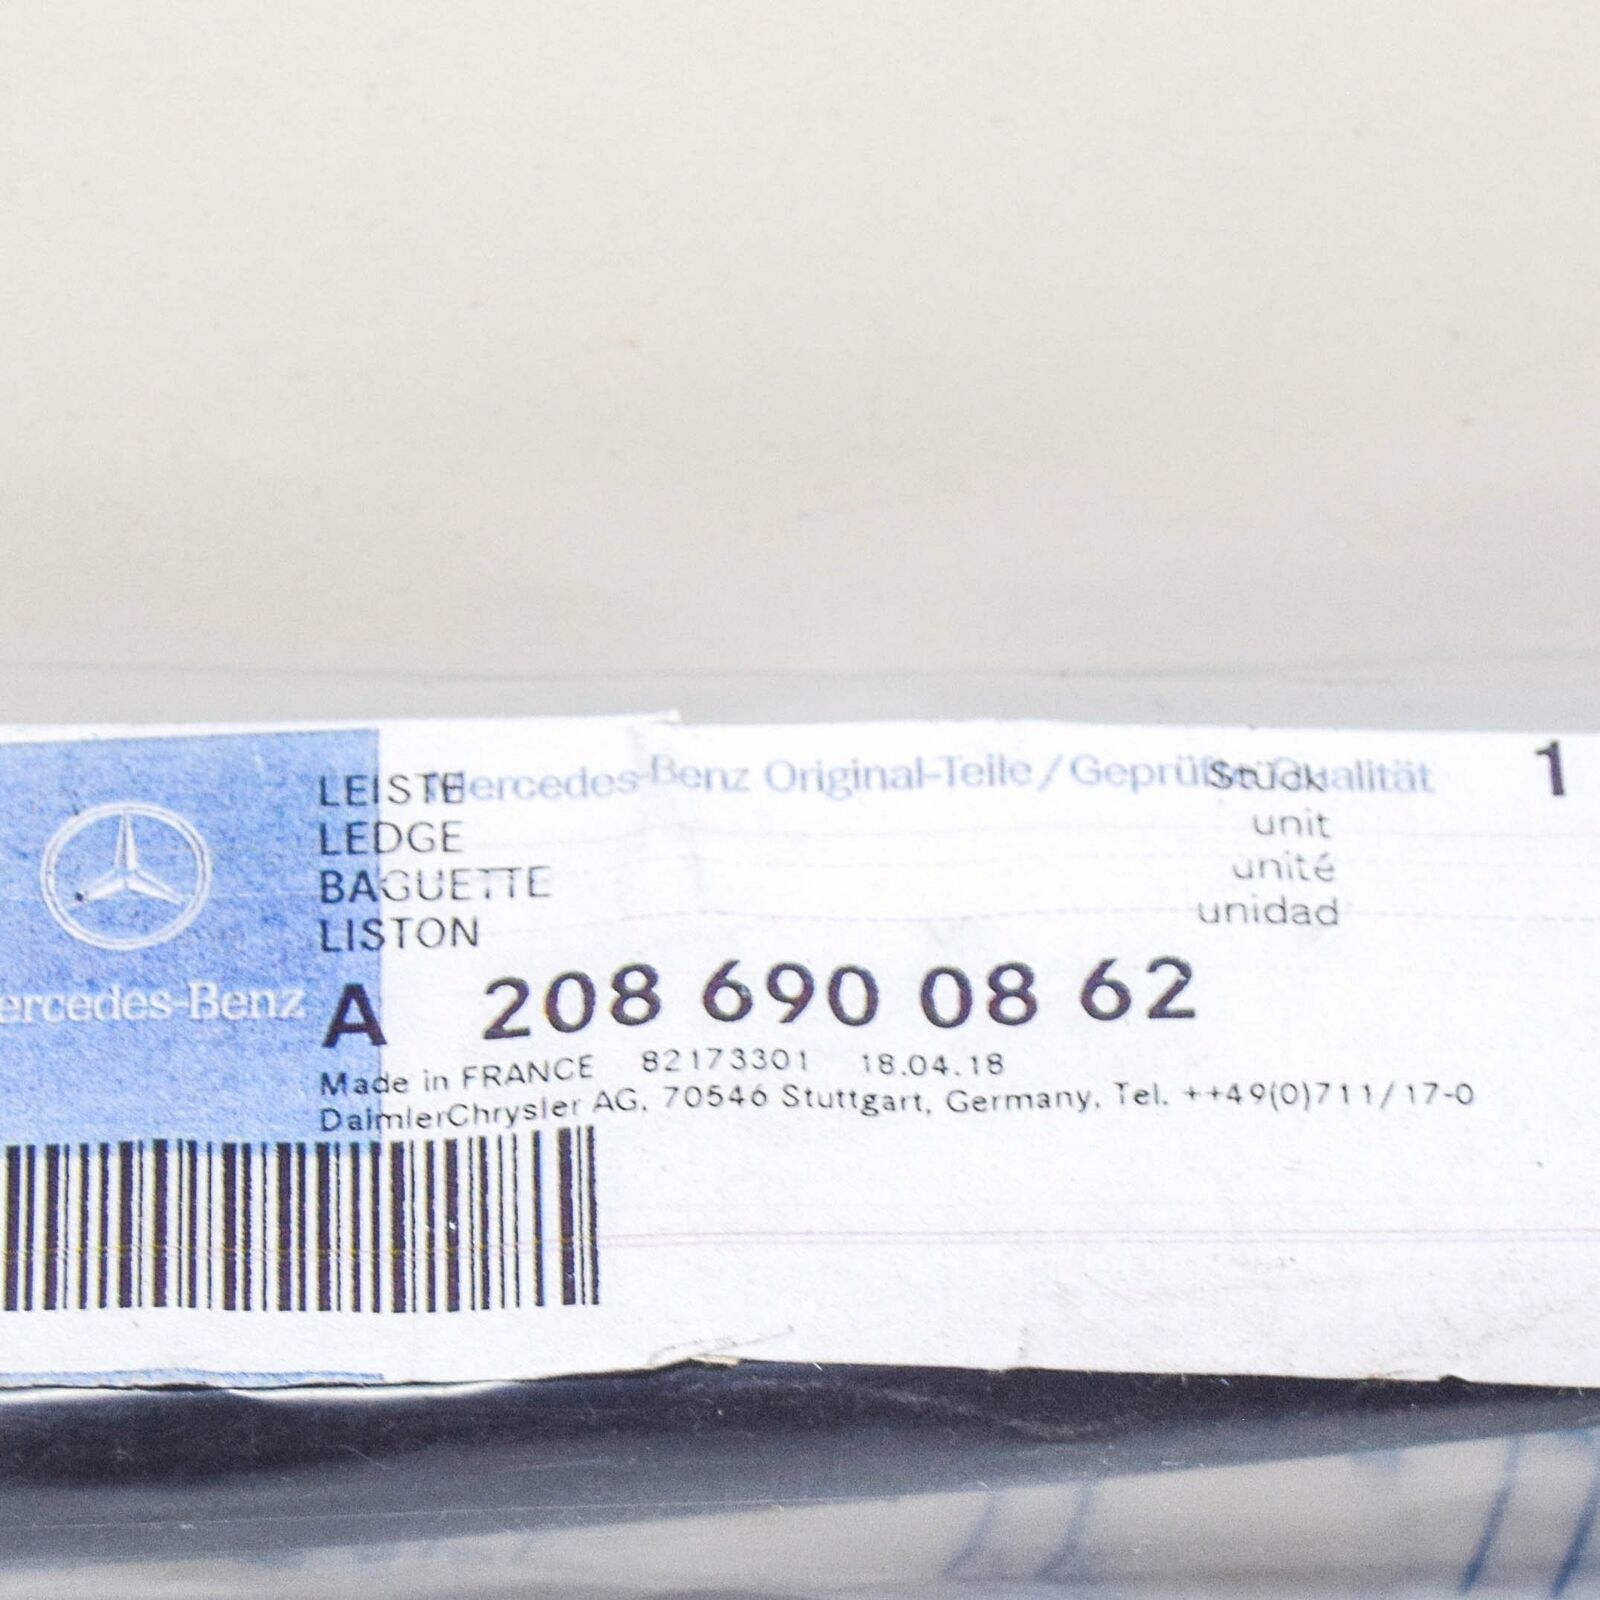 Mercedes-Benz Original-Teile/Geprüfte Qualität
LEISTE Stück 1
LEDGE unit
BAGUETTE unité
LISTON unidad
ercedes-Benz
A 208 690 08 62
Made in FRANCE 82173301 18.04.18
DaimlerChrysler AG, 70546 Stuttgart, Germany, Tel. ++49(0)711/17-0